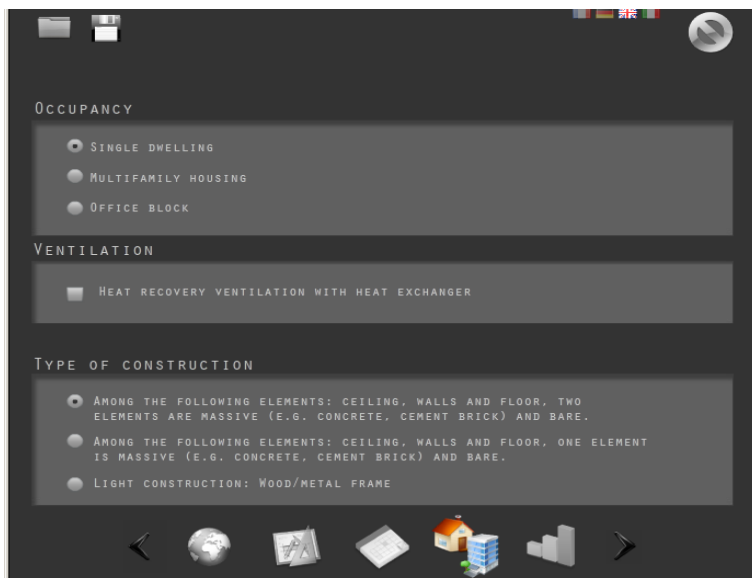 Occupancy
Single dwelling
Multifamily housing
Office block
Ventilation
Heat recovery ventilation with heat exchanger
Type of construction
Among the following elements: ceiling, walls and floor, two
elements are massive (e.g. concrete, cement brick) and bare.
Among the following elements: ceiling, walls and floor, one element
is massive (e.g. concrete, cement brick) and bare.
Light construction: Wood/metal frame